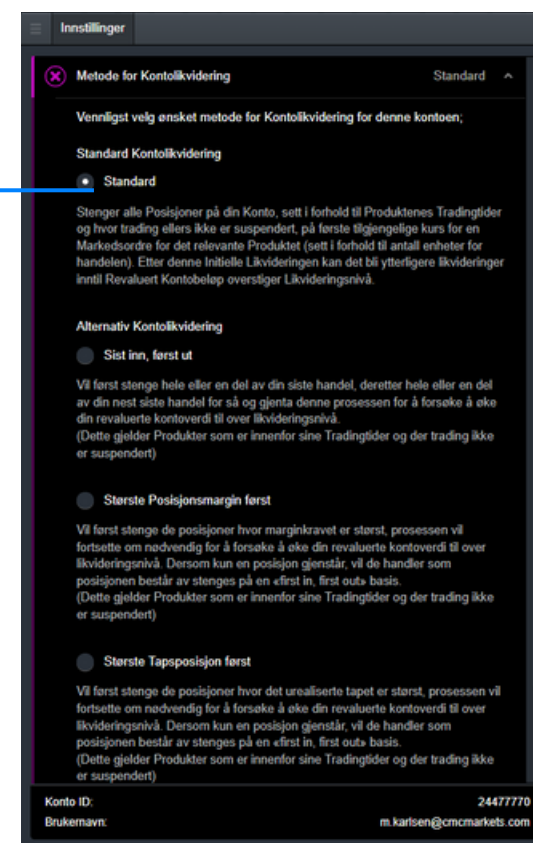 Innstillinger
Metode for Kontolikvidering Standard
Vennligst velg ønsket metode for Kontolikvidering for denne kontoen;
Standard Kontolikvidering
Standard
Stenger alle Posisjoner på din Konto, sett i forhold til Produktenes Tradingtider
og hvor trading ellers ikke er suspendert, på første tilgjengelige kurs for en
Markedsordre for det relevante Produktet (sett i forhold til antall enheter for
handelen). Etter denne Initielle Likvideringen kan det bli ytterligere likvideringer
inntil Revaluert Kontobeløp overstiger Likvideringsnivå.
Alternativ Kontolikvidering
Sist inn, først ut
Vil først stenge hele eller en del av din siste handel, deretter hele eller en del
av din nest siste handel for så og gjenta denne prosessen for å forsøke å øke
din revaluerte kontoverdi til over likvideringsnivå.
(Dette gjelder Produkter som er innenfor sine Tradingtider og der trading ikke
er suspendert)
Største Posisjonsmargin først
Vil først stenge de posisjoner hvor marginkravet er størst, prosessen vil
fortsette om nødvendig for å forsøke å øke din revaluerte kontoverdi til over
likvideringsnivå. Dersom kun en posisjon gjenstår, vil de handler som
posisjonen består av stenges på en «first in, first out» basis.
(Dette gjelder Produkter som er innenfor sine Tradingtider og der trading ikke
er suspendert)
Største Tapsposisjon først
Vil først stenge de posisjoner hvor det urealiserte tapet er størst, prosessen vil
fortsette om nødvendig for å forsøke å øke din revaluerte kontoverdi til over
likvideringsnivå. Dersom kun en posisjon gjenstår, vil de handler som
posisjonen består av stenges på en «first in, first out» basis.
(Dette gjelder Produkter som er innenfor sine Tradingtider og der trading ikke
er suspendert)
Konto ID: 24477770
Brukernavn: m.karlsen@cmcmarkets.com